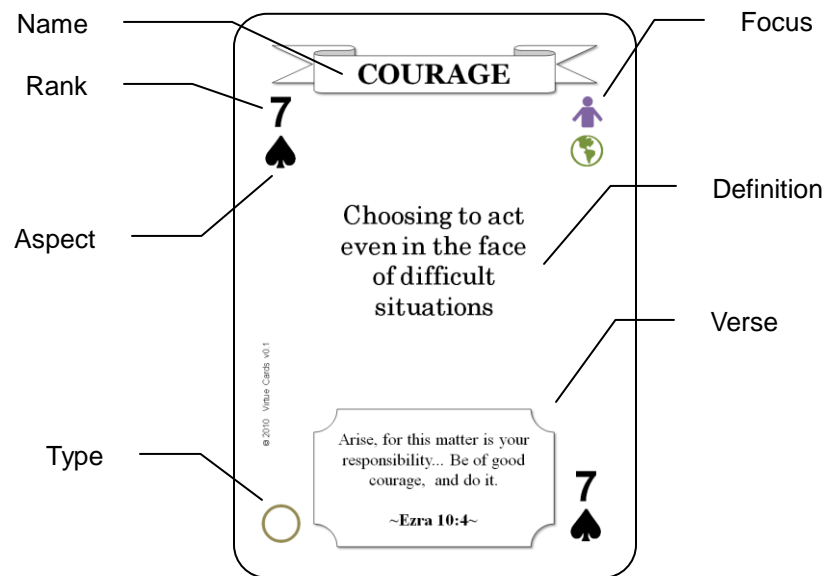 Name
Focus
COURAGE
Rank
7
Definition
Choosing to act
even in the face
of difficult
situations
Aspect
Verse
© 2010 Virtue Cards v0.1
Type
Arise, for this matter is your
responsibility... Be of good
courage, and do it.
~Ezra 10:4~
7